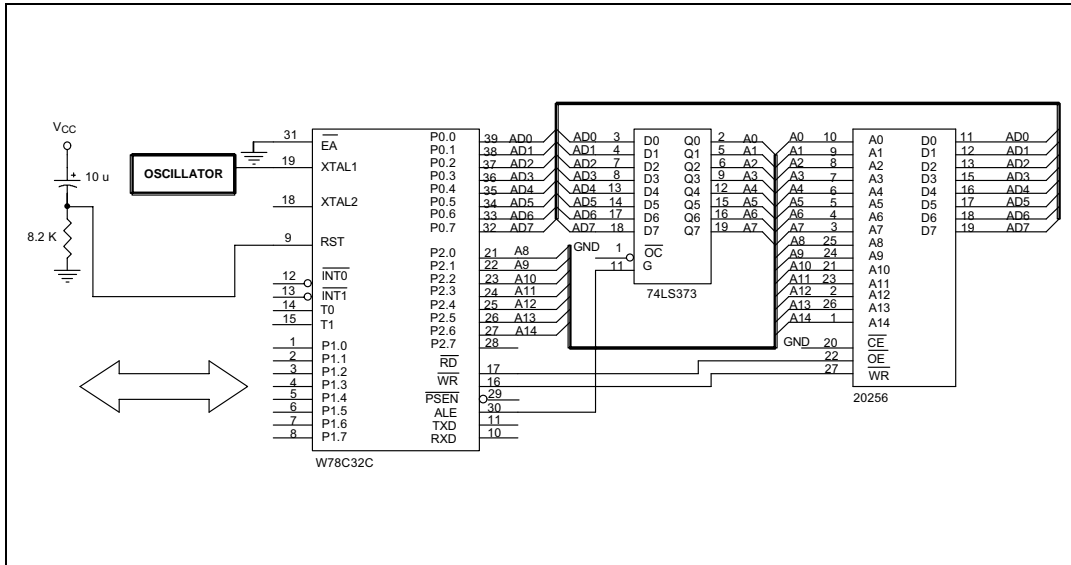 VCC
10 u
8.2 K
OSCILLATOR
31 EA
19 XTAL1
18 XTAL2
9 RST
12 INT0
13 INT1
14 T0
15 T1
1 P1.0
2 P1.1
3 P1.2
4 P1.3
5 P1.4
6 P1.5
7 P1.6
8 P1.7
P0.0 39 AD0
P0.1 38 AD1
P0.2 37 AD2
P0.3 36 AD3
P0.4 35 AD4
P0.5 34 AD5
P0.6 33 AD6
P0.7 32 AD7
P2.0 21 A8
P2.1 22 A9
P2.2 23 A10
P2.3 24 A11
P2.4 25 A12
P2.5 26 A13
P2.6 27 A14
P2.7 28
RD 17
WR 16
PSEN 29
ALE 30
TXD 11
RXD 10
W78C32C
AD0 3 D0 Q0 2 A0
AD1 4 D1 Q1 5 A1
AD2 7 D2 Q2 6 A2
AD3 8 D3 Q3 9 A3
AD4 13 D4 Q4 12 A4
AD5 14 D5 Q5 15 A5
AD6 17 D6 Q6 16 A6
AD7 18 D7 Q7 19 A7
GND 1 OC
11 G
74LS373
A0 10 A0 D0 11 AD0
A1 9 A1 D1 12 AD1
A2 8 A2 D2 13 AD2
A3 7 A3 D3 15 AD3
A4 6 A4 D4 16 AD4
A5 5 A5 D5 17 AD5
A6 4 A6 D6 18 AD6
A7 3 A7 D7 19 AD7
A8 25 A8
A9 24 A9
A10 21 A10
A11 23 A11
A12 2 A12
A13 26 A13
A14 1 A14
GND 20 CE
22 OE
27 WR
20256